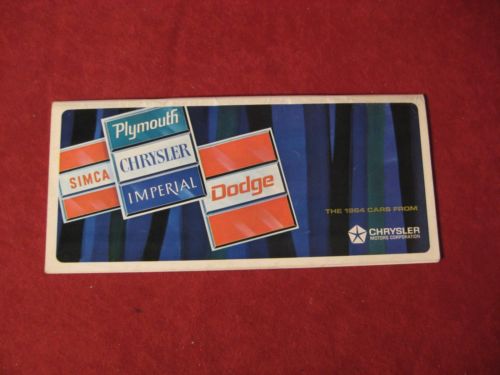 Plymouth
SIMCA
CHRYSLER
IMPERIAL
Dodge
THE 1964 CARS FROM
CHRYSLER
MOTORS CORPORATION